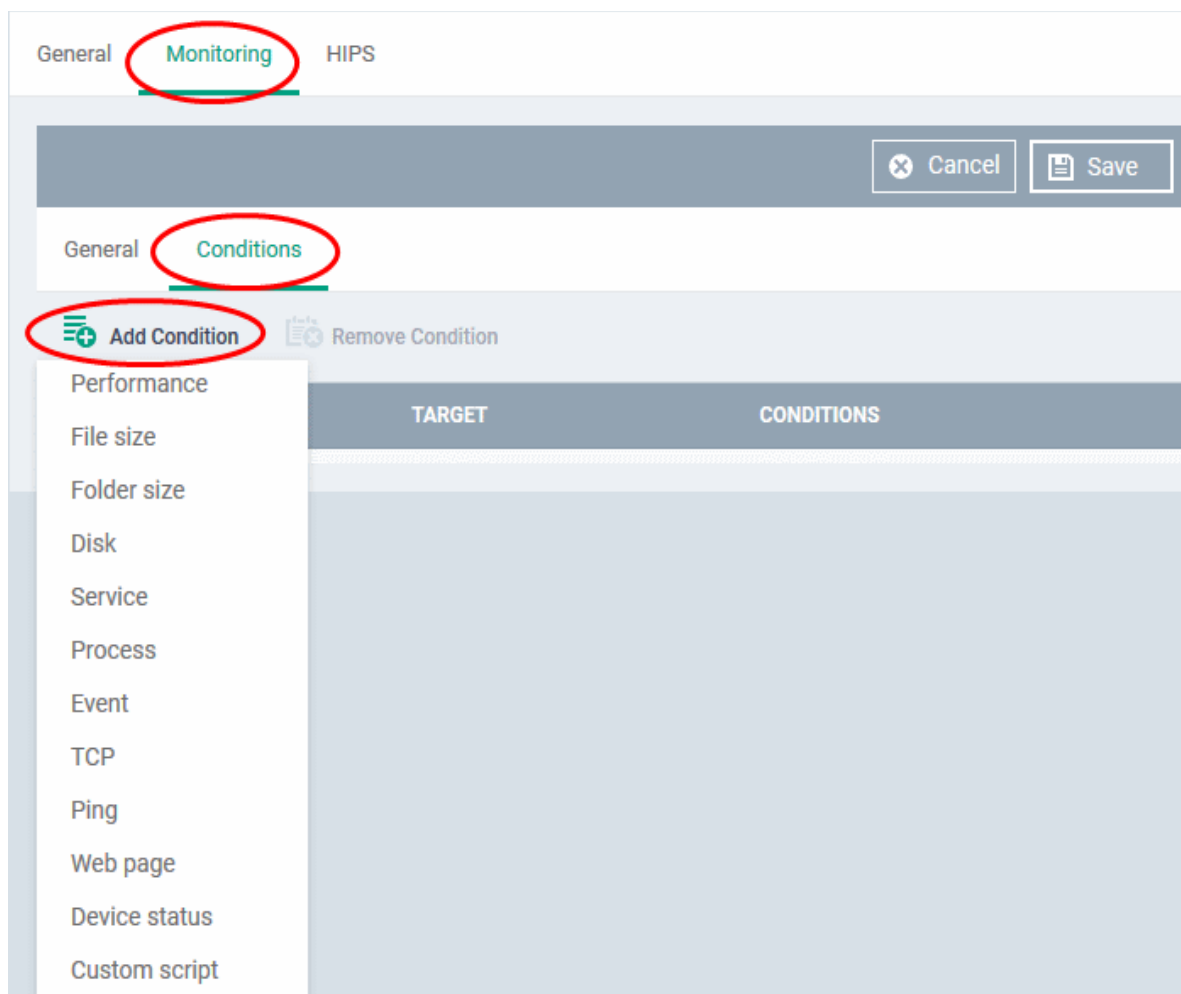 General Monitoring HIPS
Cancel Save
General Conditions
Add Condition Remove Condition
Performance
TARGET CONDITIONS
File size
Folder size
Disk
Service
Process
Event
TCP
Ping
Web page
Device status
Custom script